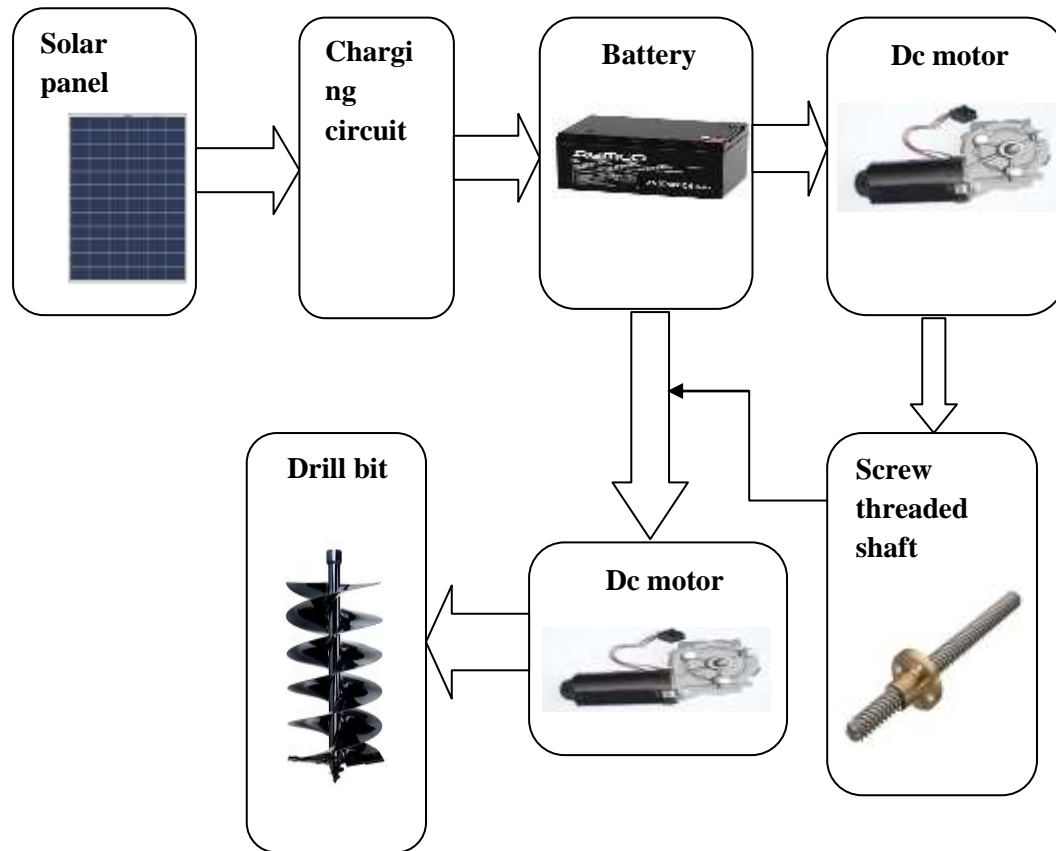 Solar
panel
Chargi
ng
circuit
Battery
Dc motor
Drill bit
Dc motor
Screw
threaded
shaft